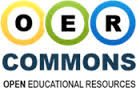 OER
COMMONS
OPEN EDUCATIONAL RESOURCES